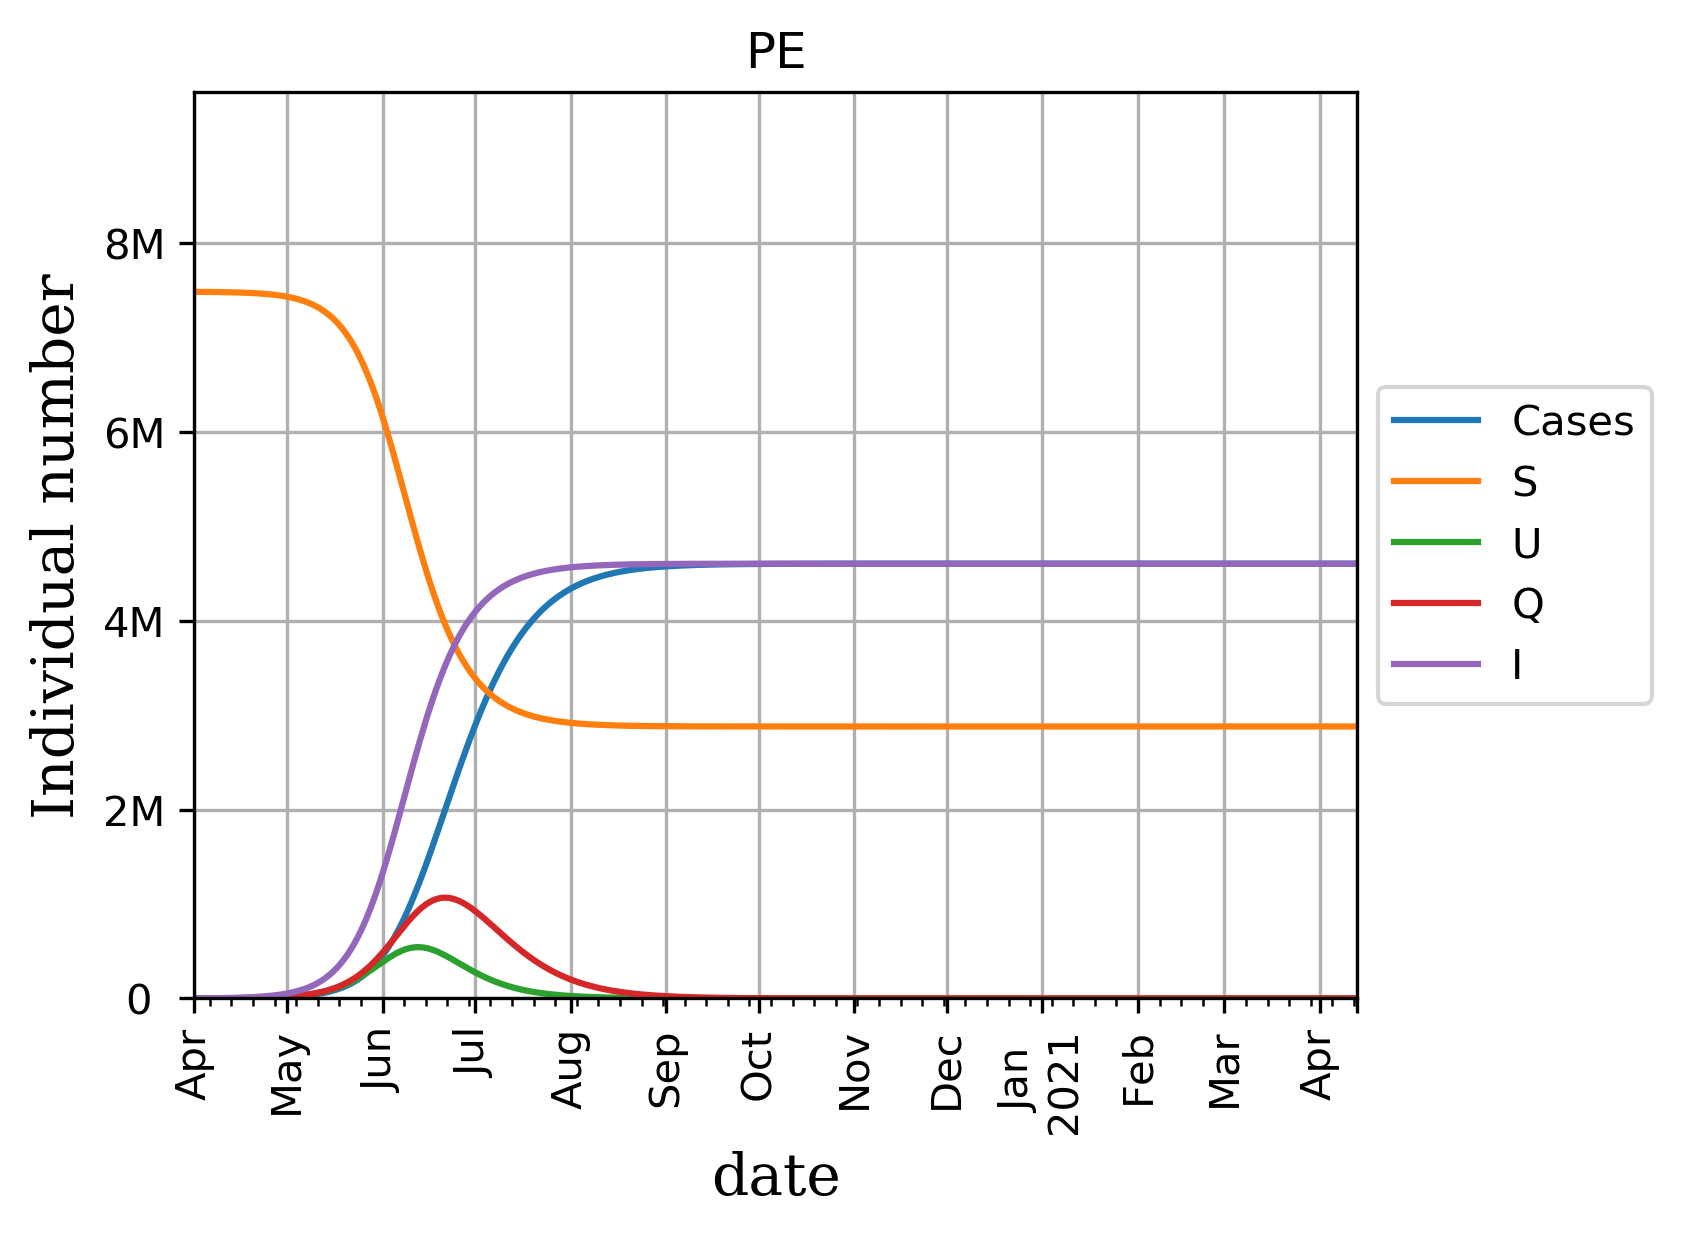 PE
Individual number
8M
6M
4M
2M
0
Apr
May
Jun
Jul
Aug
Sep
Oct
Nov
Dec
Jan
2021
Feb
Mar
Apr
date
Cases
S
U
Q
I